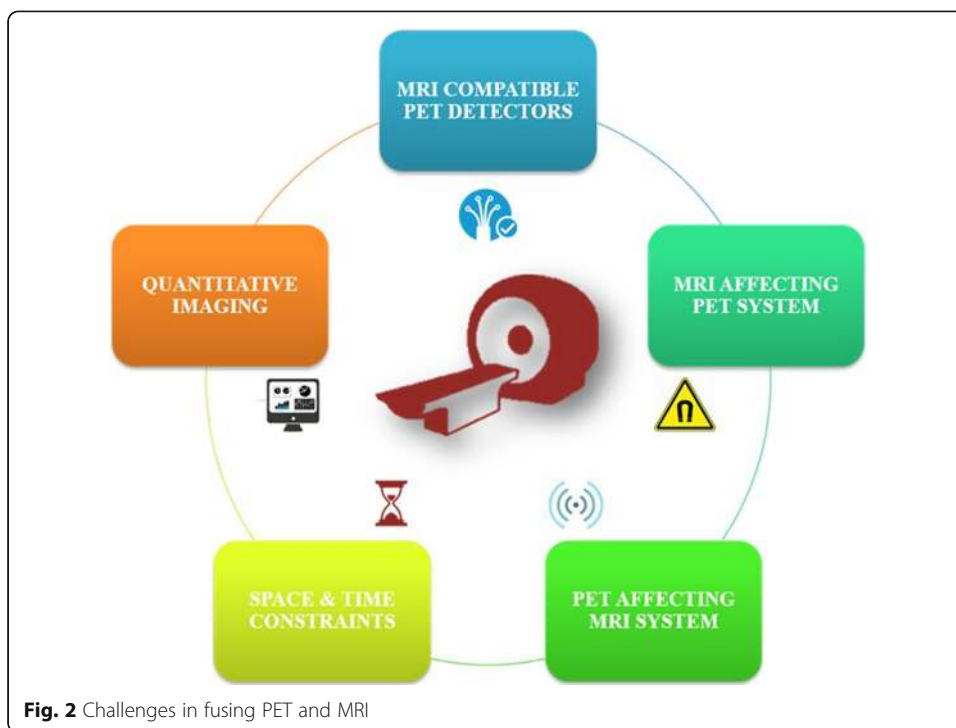 MRI COMPATIBLE
PET DETECTORS
QUANTITATIVE
IMAGING
MRI AFFECTING
PET SYSTEM
SPACE & TIME
CONSTRAINTS
PET AFFECTING
MRI SYSTEM
Fig. 2 Challenges in fusing PET and MRI